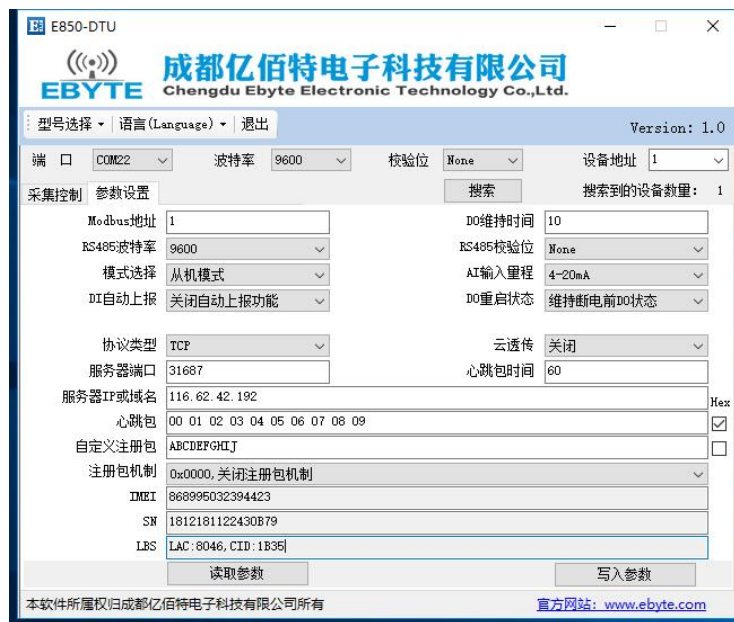 E850-DTU
EBYTE 成都亿佰特电子科技有限公司
Chengdu Ebyte Electronic Technology Co.,Ltd.
型号选择 语言(Language) 退出 Version: 1.0
端 口 COM22 波特率 9600 校验位 None 设备地址 1
采集控制 参数设置 搜索 搜索到的设备数量: 1
Modbus地址 1 DO维持时间 10
RS485波特率 9600 RS485校验位 None
模式选择 从机模式 AI输入量程 4-20mA
DI自动上报 关闭自动上报功能 DO重启状态 维持断电前DO状态
协议类型 TCP 云透传 关闭
服务器端口 31687 心跳包时间 60
服务器IP或域名 116.62.42.192 Hex
心跳包 00 01 02 03 04 05 06 07 08 09
自定义注册包 ABCDEFGHIJ
注册包机制 0x0000,关闭注册包机制
IMEI 868995032394423
SN 1812181122430B79
LBS LAC:8046,CID:1B35
读取参数 写入参数
本软件所属权归成都亿佰特电子科技有限公司所有 官方网站: www.ebyte.com